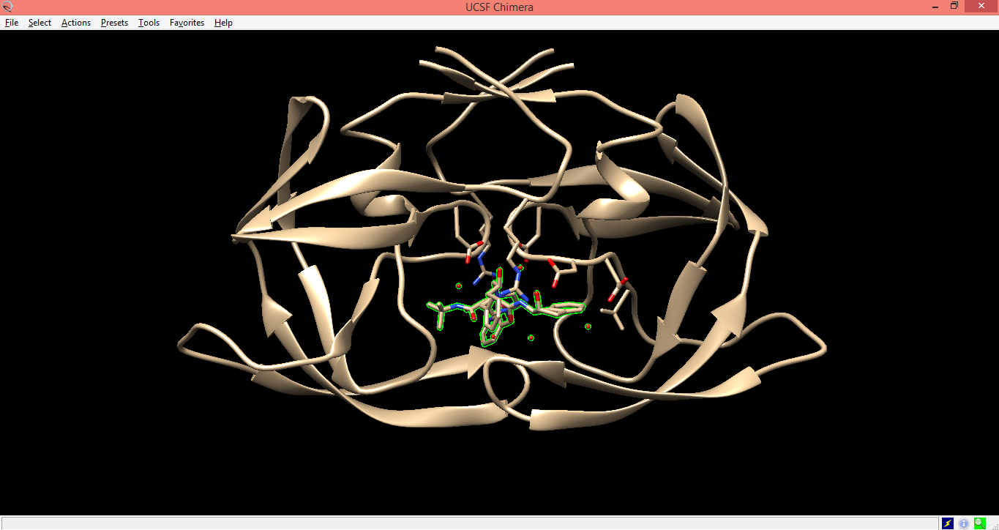 UCSF Chimera
File Select Actions Presets Tools Favorites Help